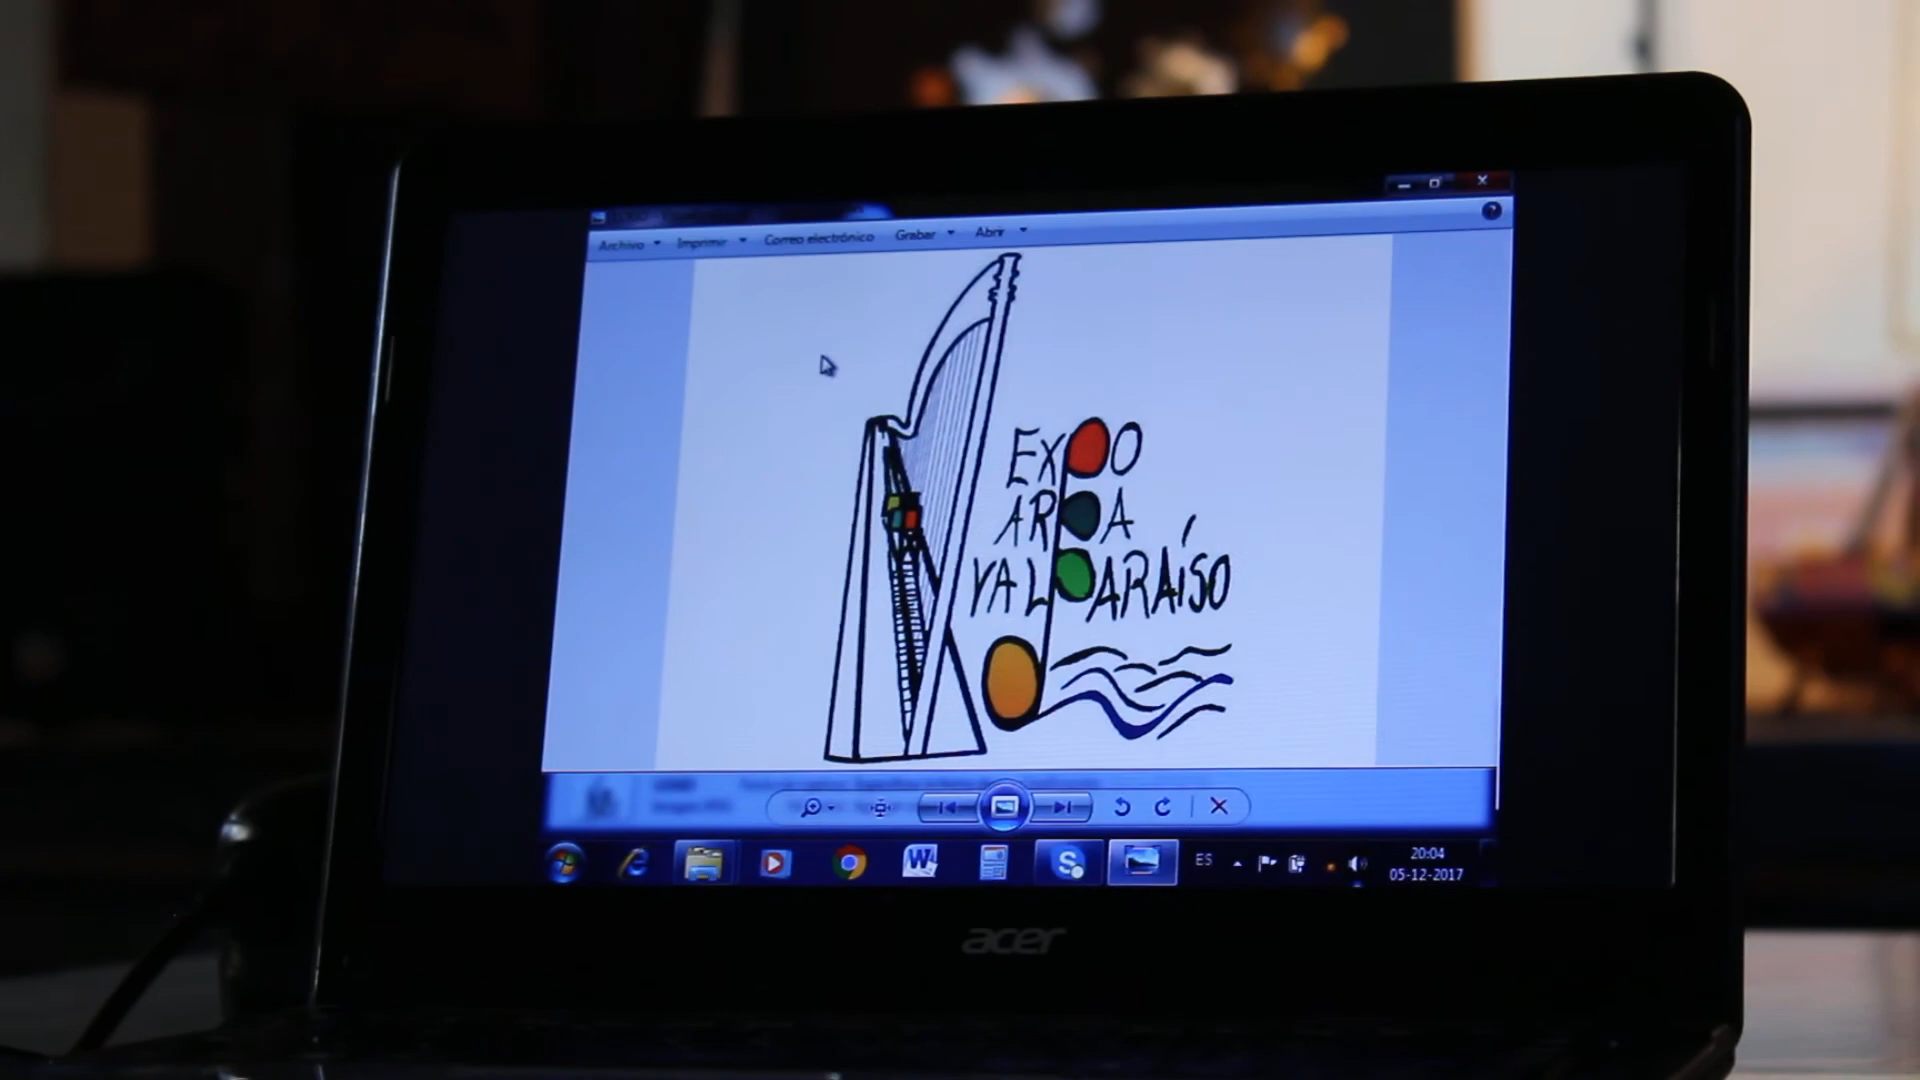 Archivo Imprimir Correo electrónico Grabar Abrir
EXPO
ARPA
VALPARAÍSO
ES
20:04
05-12-2017
acer